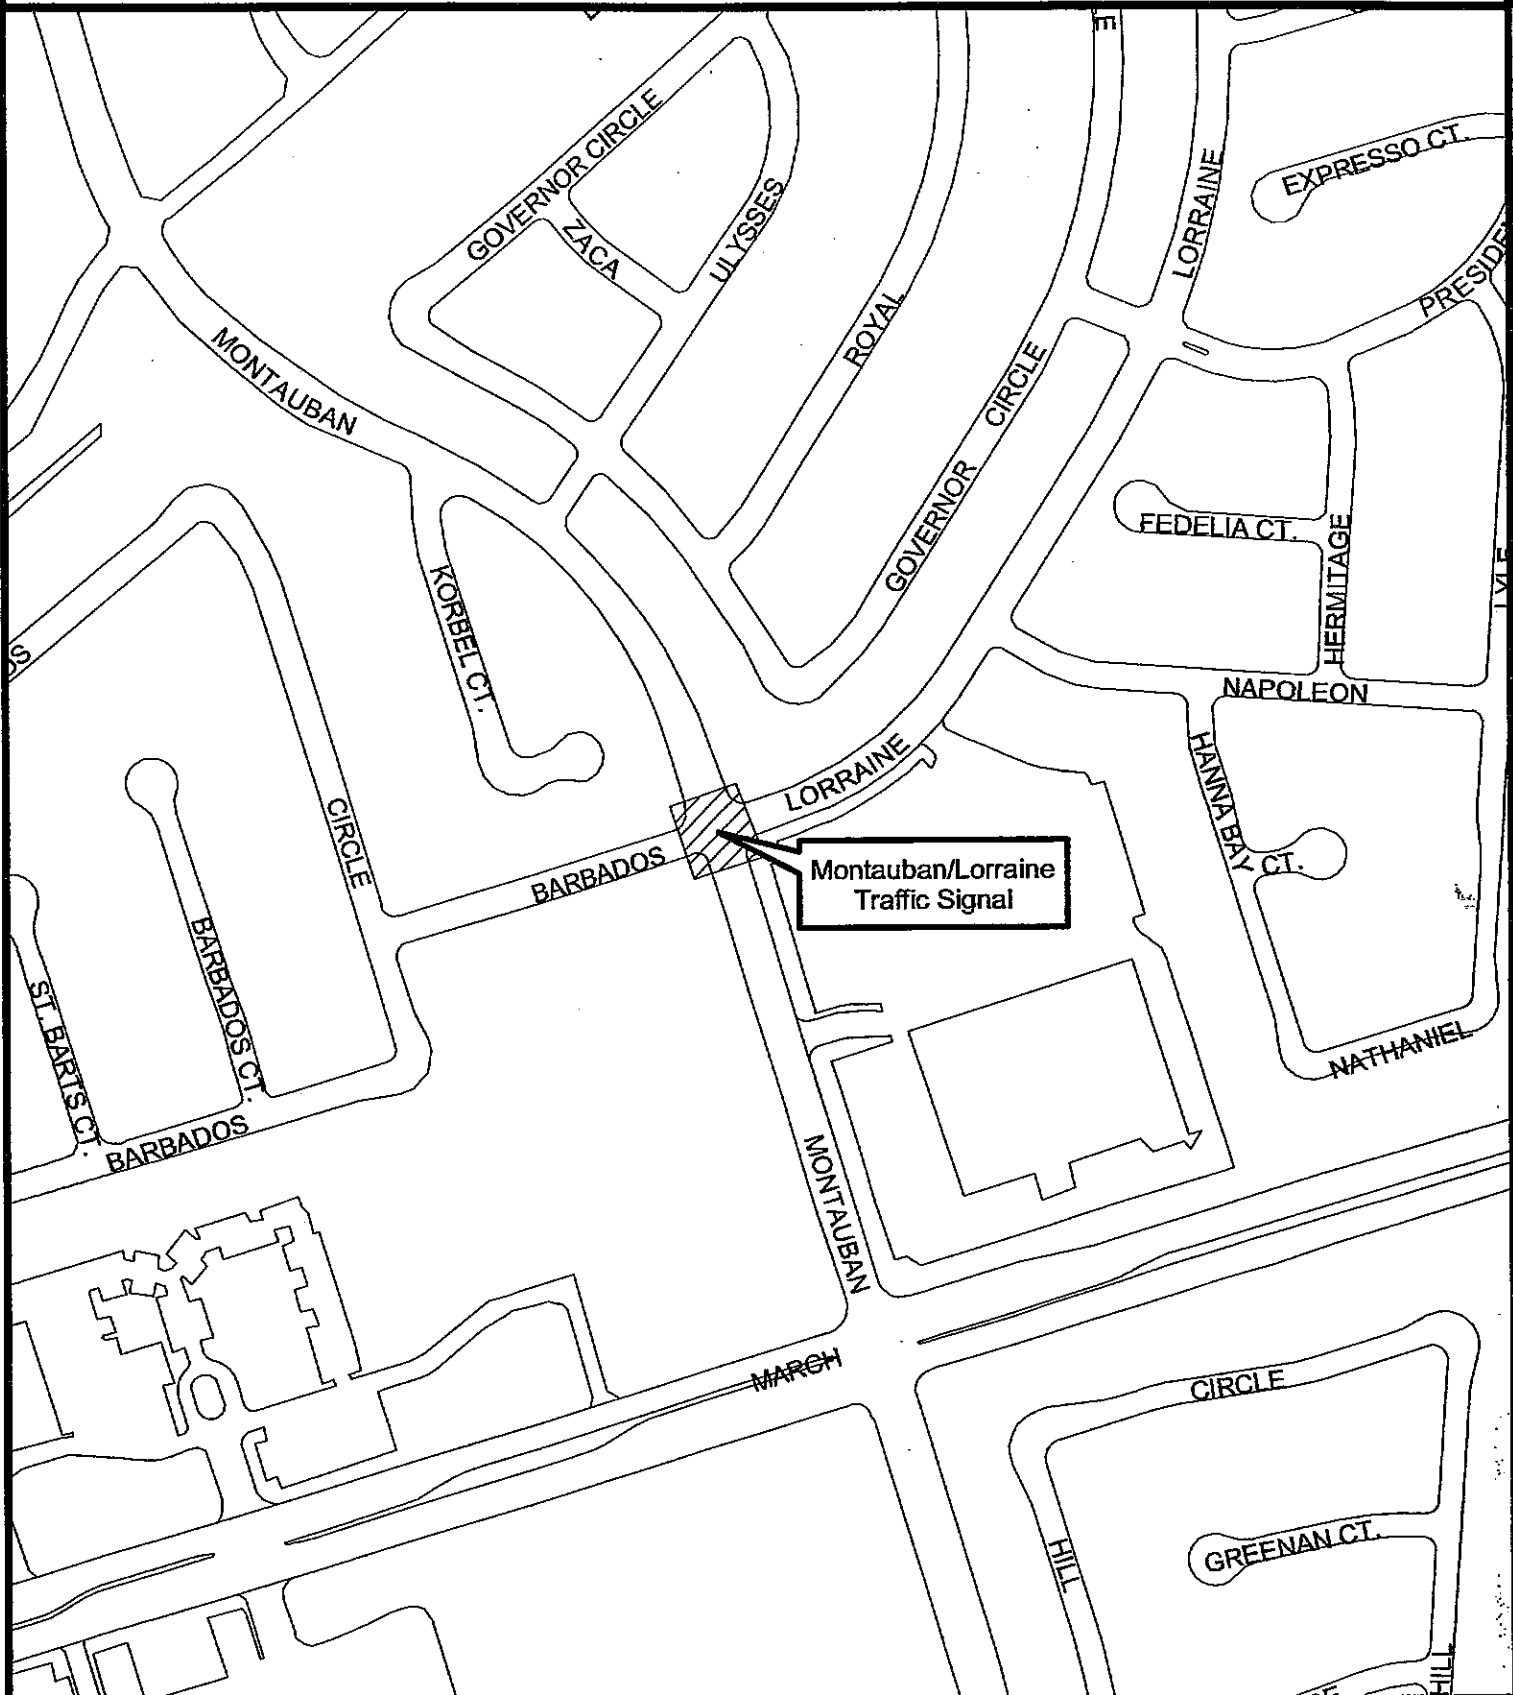 GOVERNOR CIRCLE
ZACA
ULYSSES
ROYAL
LORRAINE
EXPRESSO CT.
MONTAUBAN
GOVERNOR CIRCLE
FEDELIA CT.
HERMITAGE
KORBEL CT.
NAPOLEON
HANNA BAY CT.
LORRAINE
CIRCLE
BARBADOS
Montauban/Lorraine
Traffic Signal
BARBADOS CT.
ST. BARTS CT.
BARBADOS
NATHANIEL
MONTAUBAN
MARCH
CIRCLE
HILL
GREENAN CT.
HILL